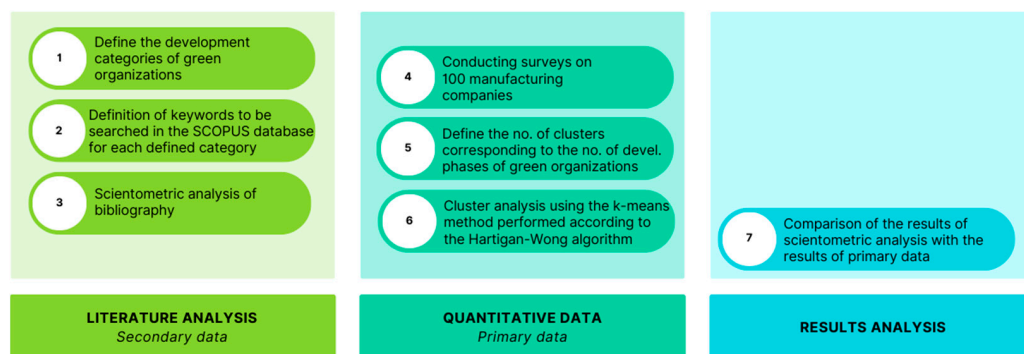 1
Define the development
categories of green
organizations
2
Definition of keywords to be
searched in the SCOPUS database
for each defined category
3
Scientometric analysis of
bibliography
LITERATURE ANALYSIS
Secondary data
4
Conducting surveys on
100 manufacturing
companies
5
Define the no. of clusters
corresponding to the no. of devel.
phases of green organizations
6
Cluster analysis using the k-means
method performed according to
the Hartigan-Wong algorithm
QUANTITATIVE DATA
Primary data
7
Comparison of the results of
scientometric analysis with the
results of primary data
RESULTS ANALYSIS